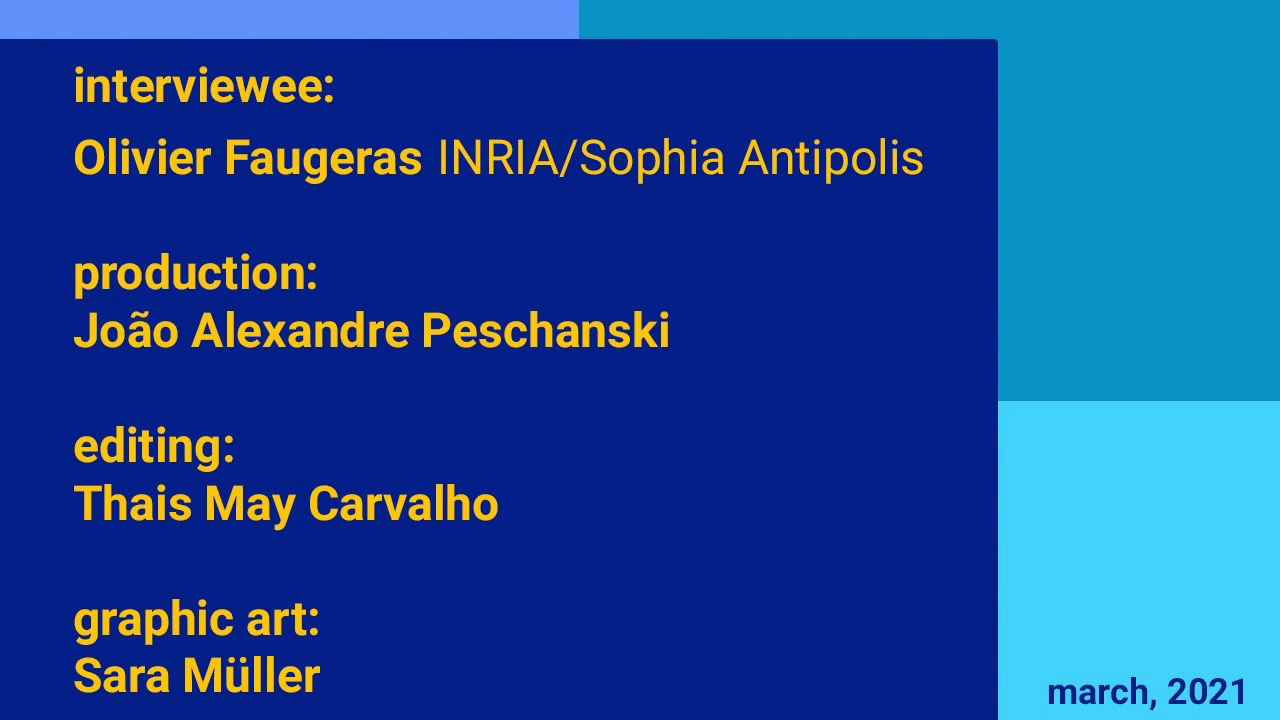 interviewee:
Olivier Faugeras INRIA/Sophia Antipolis
production:
João Alexandre Peschanski
editing:
Thais May Carvalho
graphic art:
Sara Müller
march, 2021